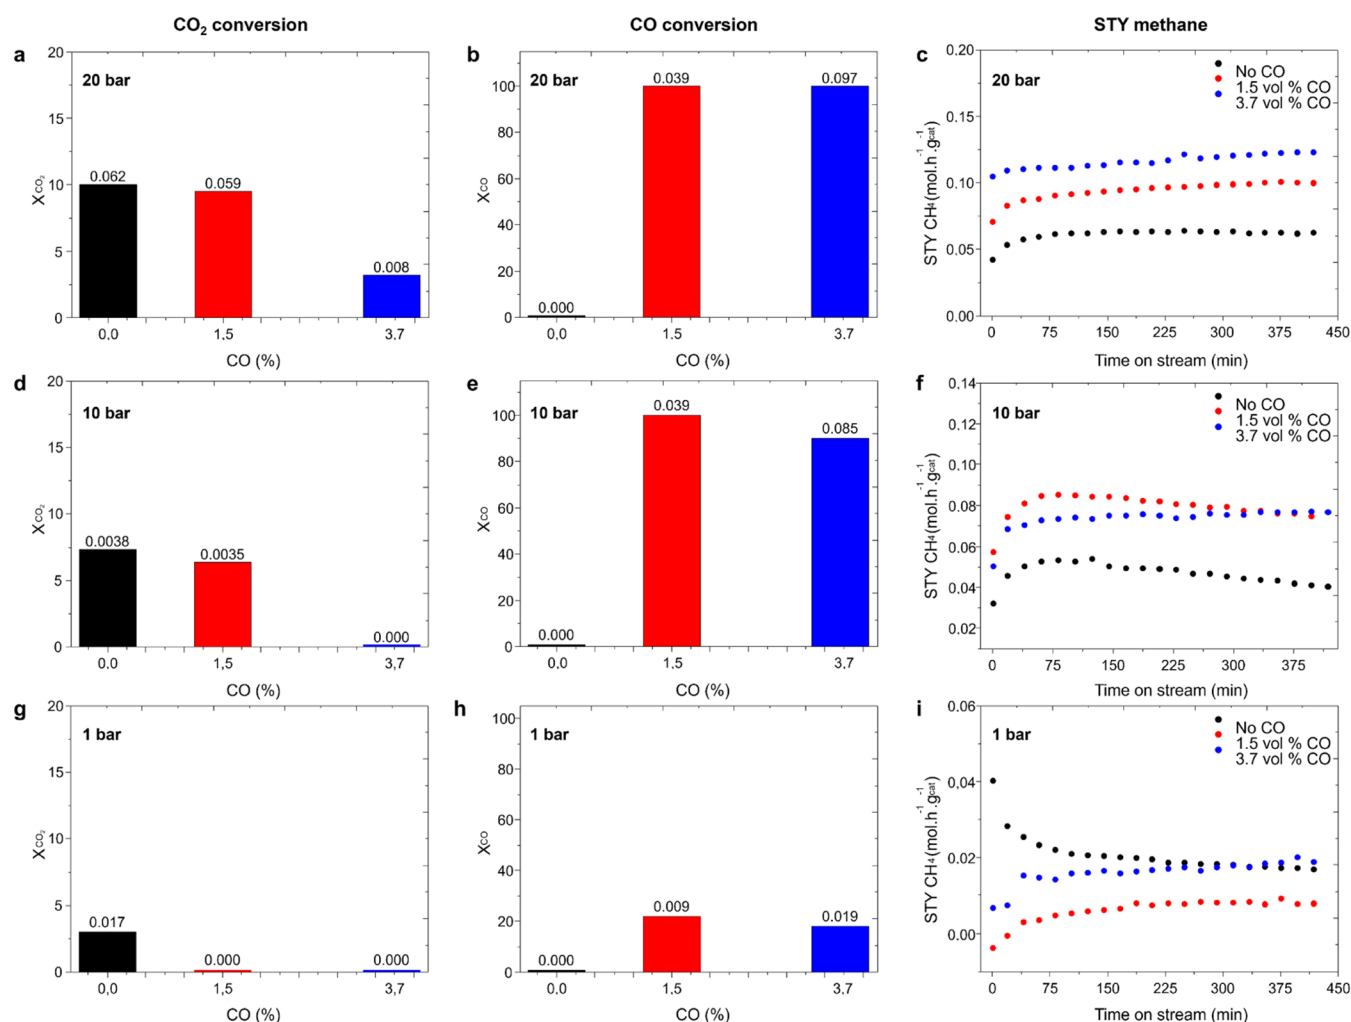 CO₂ conversion
CO conversion
STY methane
a
20 bar
X CO₂
20
15
10
5
0
0.062
0.059
0.008
0,0
1,5
3.7
CO (%)
b
20 bar
X CO
100
80
60
40
20
0
0.000
0.039
0.097
0.0
1.5
3.7
CO (%)
c
20 bar
No CO
1.5 vol % CO
3.7 vol % CO
STY CH₄(mol.h⁻¹.g_cat⁻¹)
0.20
0.15
0.10
0.05
0.00
0
75
150
225
300
375
450
Time on stream (min)
d
10 bar
X CO₂
20
15
10
5
0
0.0038
0.0035
0.000
0.0
1,5
3,7
CO (%)
e
10 bar
X CO
100
80
60
40
20
0
0.000
0.039
0.085
0,0
1.5
3.7
CO (%)
f
10 bar
No CO
1.5 vol % CO
3.7 vol % CO
STY CH₄(mol.h⁻¹.g_cat⁻¹)
0.14
0.12
0.10
0.08
0.06
0.04
0.02
0
75
150
225
300
375
Time on stream (min)
g
1 bar
X CO₂
20
15
10
5
0
0.017
0.000
0.000
0,0
1,5
3,7
CO (%)
h
1 bar
X CO
100
80
60
40
20
0
0.000
0.009
0.019
0.0
1.5
3.7
CO (%)
i
1 bar
No CO
1.5 vol % CO
3.7 vol % CO
STY CH₄(mol.h⁻¹.g_cat⁻¹)
0.06
0.04
0.02
0.00
0
75
150
225
300
375
450
Time on stream (min)